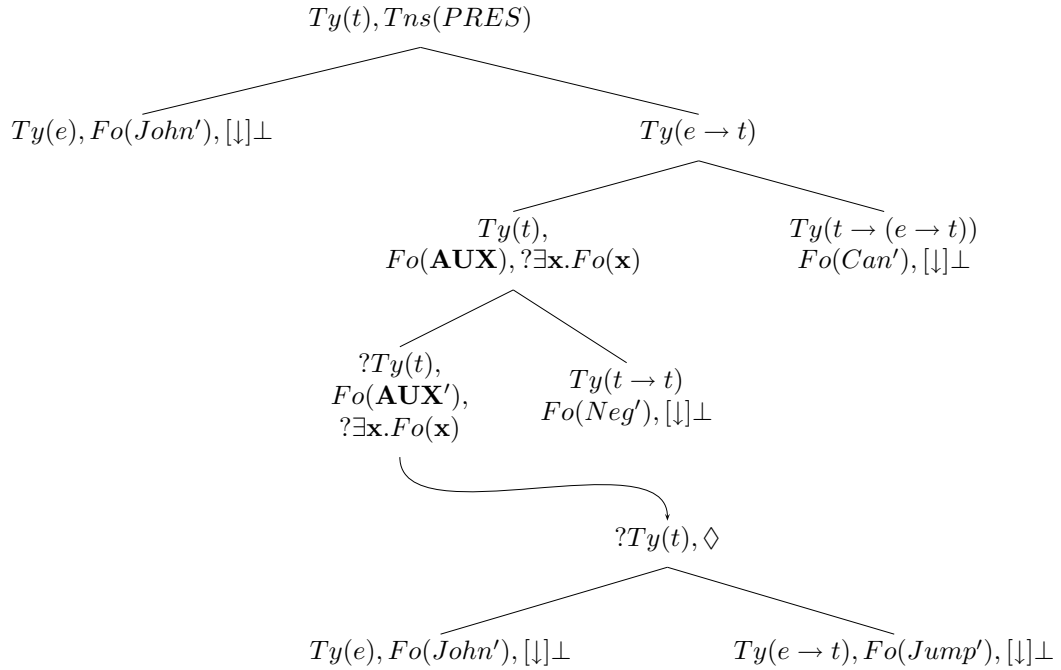 Ty(t), Tns(PRES)
Ty(e), Fo(John′), [↓]⊥
Ty(e → t)
Ty(t),
Fo(AUX), ?∃x.Fo(x)
Ty(t → (e → t))
Fo(Can′), [↓]⊥
?Ty(t),
Fo(AUX′),
?∃x.Fo(x)
Ty(t → t)
Fo(Neg′), [↓]⊥
?Ty(t), ◊
Ty(e), Fo(John′), [↓]⊥
Ty(e → t), Fo(Jump′), [↓]⊥